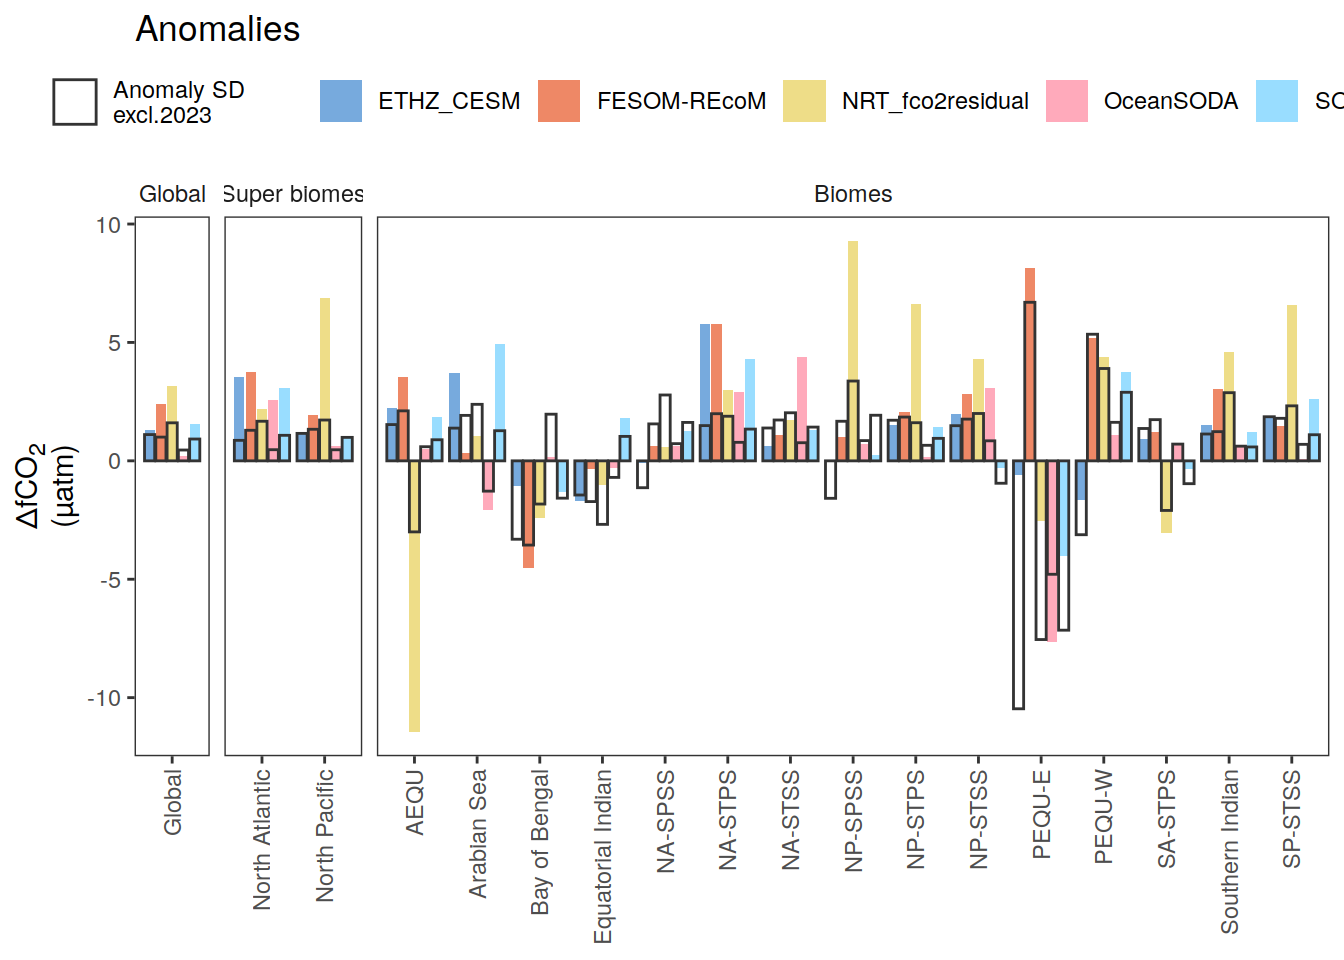 Anomalies
Anomaly SD
excl.2023
ETHZ_CESM
FESOM-REcoM
NRT_fco2residual
OceanSODA
SO
Global
Super biomes
Biomes
ΔfCO2
(µatm)
10
5
0
-5
-10
Global
North Atlantic
North Pacific
AEQU
Arabian Sea
Bay of Bengal
Equatorial Indian
NA-SPSS
NA-STPS
NA-STSS
NP-SPSS
NP-STPS
NP-STSS
PEQU-E
PEQU-W
SA-STPS
Southern Indian
SP-STSS